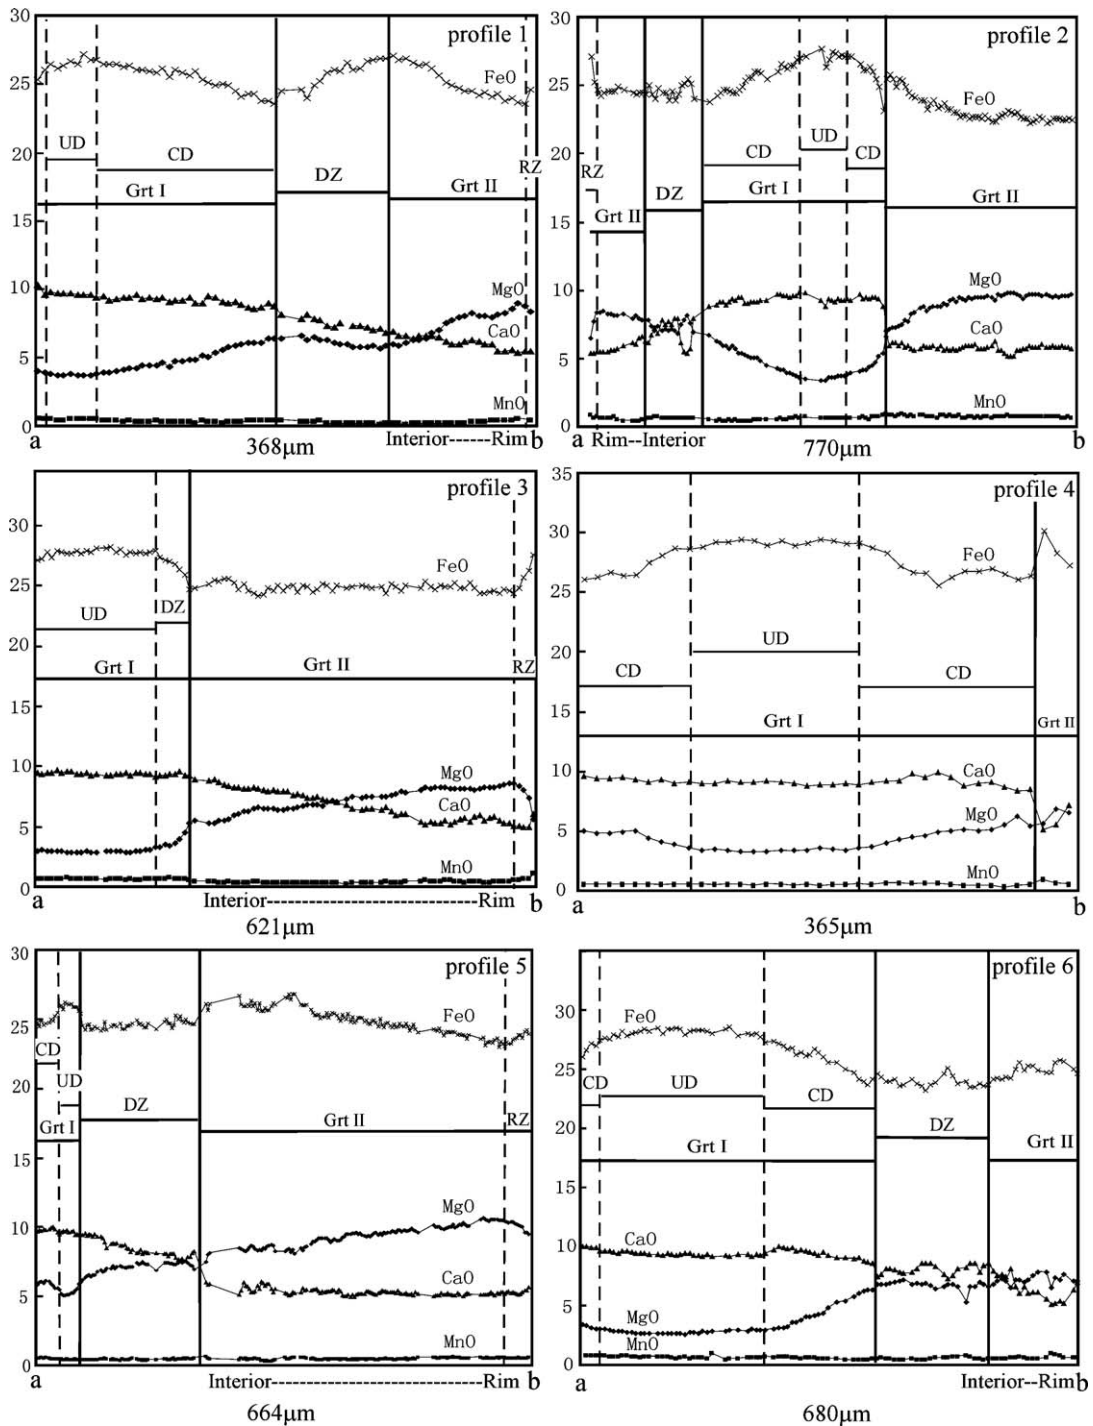 30
25
20
15
10
5
0
profile 1
FeO
UD
CD
DZ
RZ
Grt I
Grt II
MgO
CaO
MnO
a
Interior------Rim
b
368μm
30
25
20
15
10
5
0
profile 2
FeO
CD
UD
CD
RZ
DZ
Grt II
Grt I
Grt II
MgO
CaO
MnO
a
Rim--Interior
b
770μm
30
25
20
15
10
5
0
profile 3
FeO
UD
DZ
Grt I
Grt II
RZ
MgO
CaO
MnO
a
Interior---------------------------Rim
b
621μm
35
30
25
20
15
10
5
0
profile 4
FeO
UD
CD
CD
Grt I
Grt II
CaO
MgO
MnO
a
b
365μm
30
25
20
15
10
5
0
profile 5
FeO
CD
UD
DZ
Grt I
Grt II
RZ
MgO
CaO
MnO
a
Interior---------------------------Rim
b
664μm
30
25
20
15
10
5
0
profile 6
FeO
CD
UD
CD
DZ
Grt I
Grt II
CaO
MgO
MnO
a
Interior--Rim
b
680μm